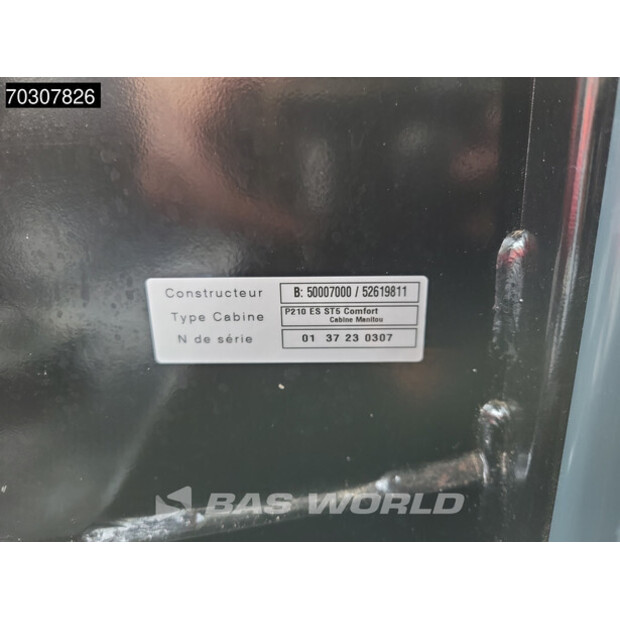 70307826
Constructeur B: 50007000 / 52619811
Type Cabine P210 ES ST5 Comfort
Cabine Manitou
N de série 01 37 23 0307
BAS WORLD